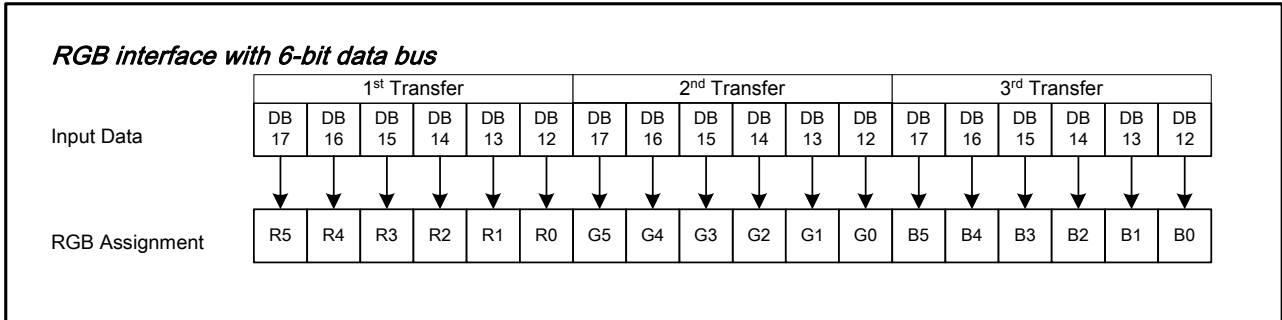 RGB interface with 6-bit data bus
1st Transfer 2nd Transfer 3rd Transfer
Input Data
DB 17 DB 16 DB 15 DB 14 DB 13 DB 12 DB 17 DB 16 DB 15 DB 14 DB 13 DB 12 DB 17 DB 16 DB 15 DB 14 DB 13 DB 12
RGB Assignment
R5 R4 R3 R2 R1 R0 G5 G4 G3 G2 G1 G0 B5 B4 B3 B2 B1 B0